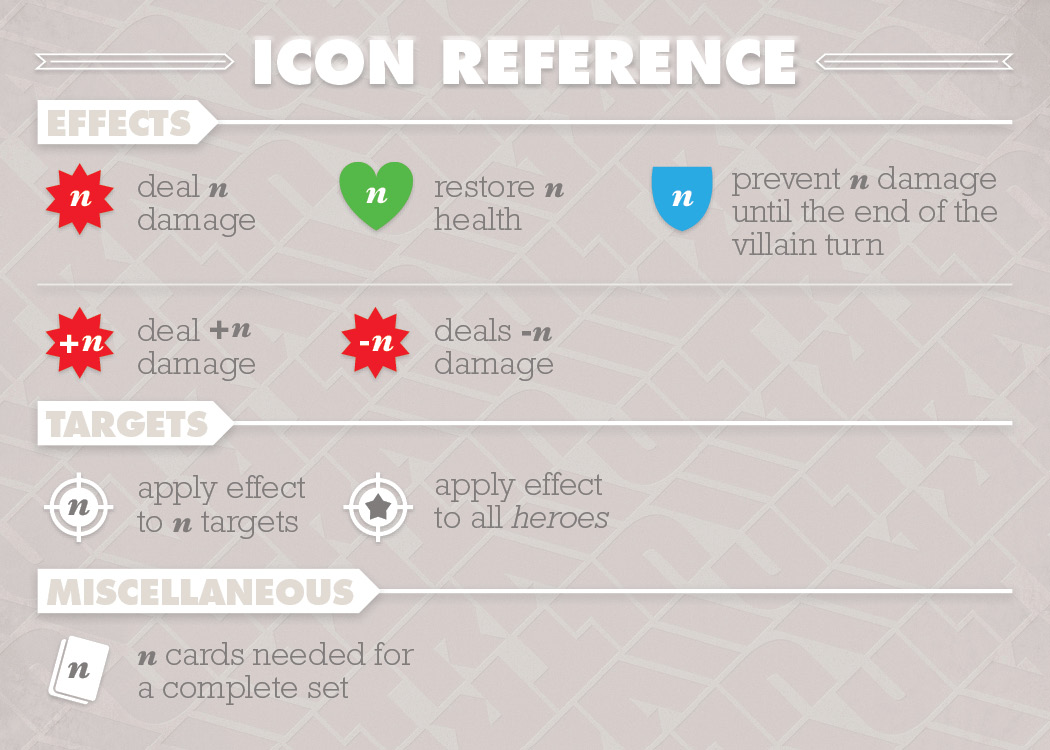 ICON REFERENCE
EFFECTS
n
deal n
damage
n
restore n
health
n
prevent n damage
until the end of the
villain turn
+n
deal +n
damage
-n
deals -n
damage
TARGETS
n
apply effect
to n targets
apply effect
to all heroes
MISCELLANEOUS
n
n cards needed for
a complete set